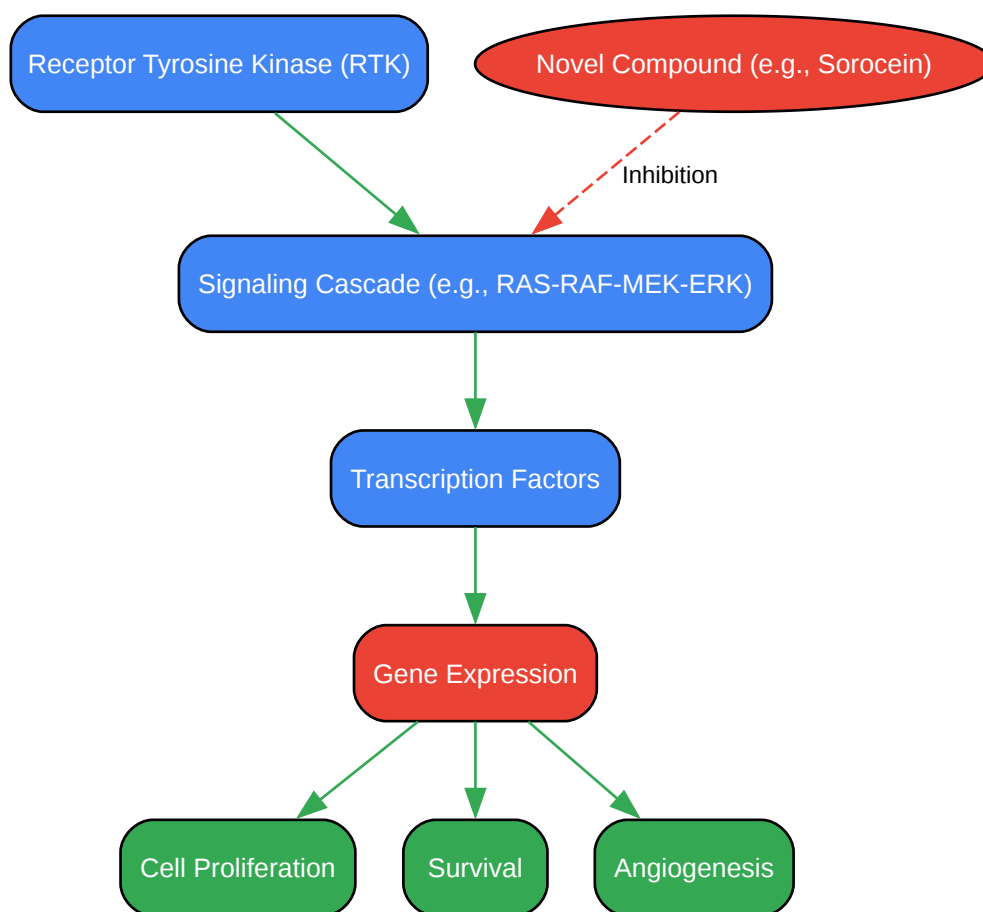 Receptor Tyrosine Kinase (RTK)
Novel Compound (e.g., Sorocein)
Inhibition
Signaling Cascade (e.g., RAS-RAF-MEK-ERK)
Transcription Factors
Gene Expression
Cell Proliferation
Survival
Angiogenesis